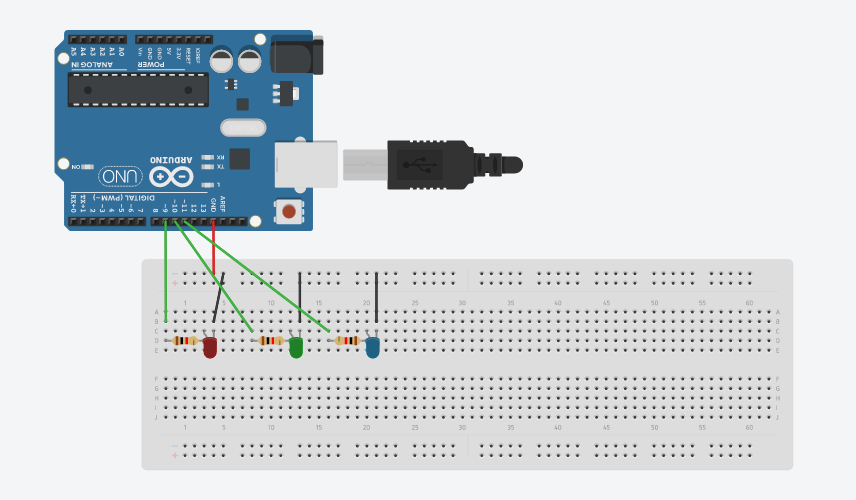 A5 A4 A3 A2 A1 A0 Vin GND GND 5V 3.3V RESET IOREF
ANALOG IN POWER
ON UNO ARDUINO RX
TX
L
DIGITAL (PWM~)
RX←0 TX→1 2 ~3 4 ~5 ~6 7 8 ~9 ~10 ~11 12 13 GND AREF
−
+
1 5 15 20 25 30 35 40 45 50 55 60
A A
B B
C C
D D
E E
F F
G G
H H
I I
J J
1 5 10 15 20 25 30 35 40 45 50 55 60
−
+